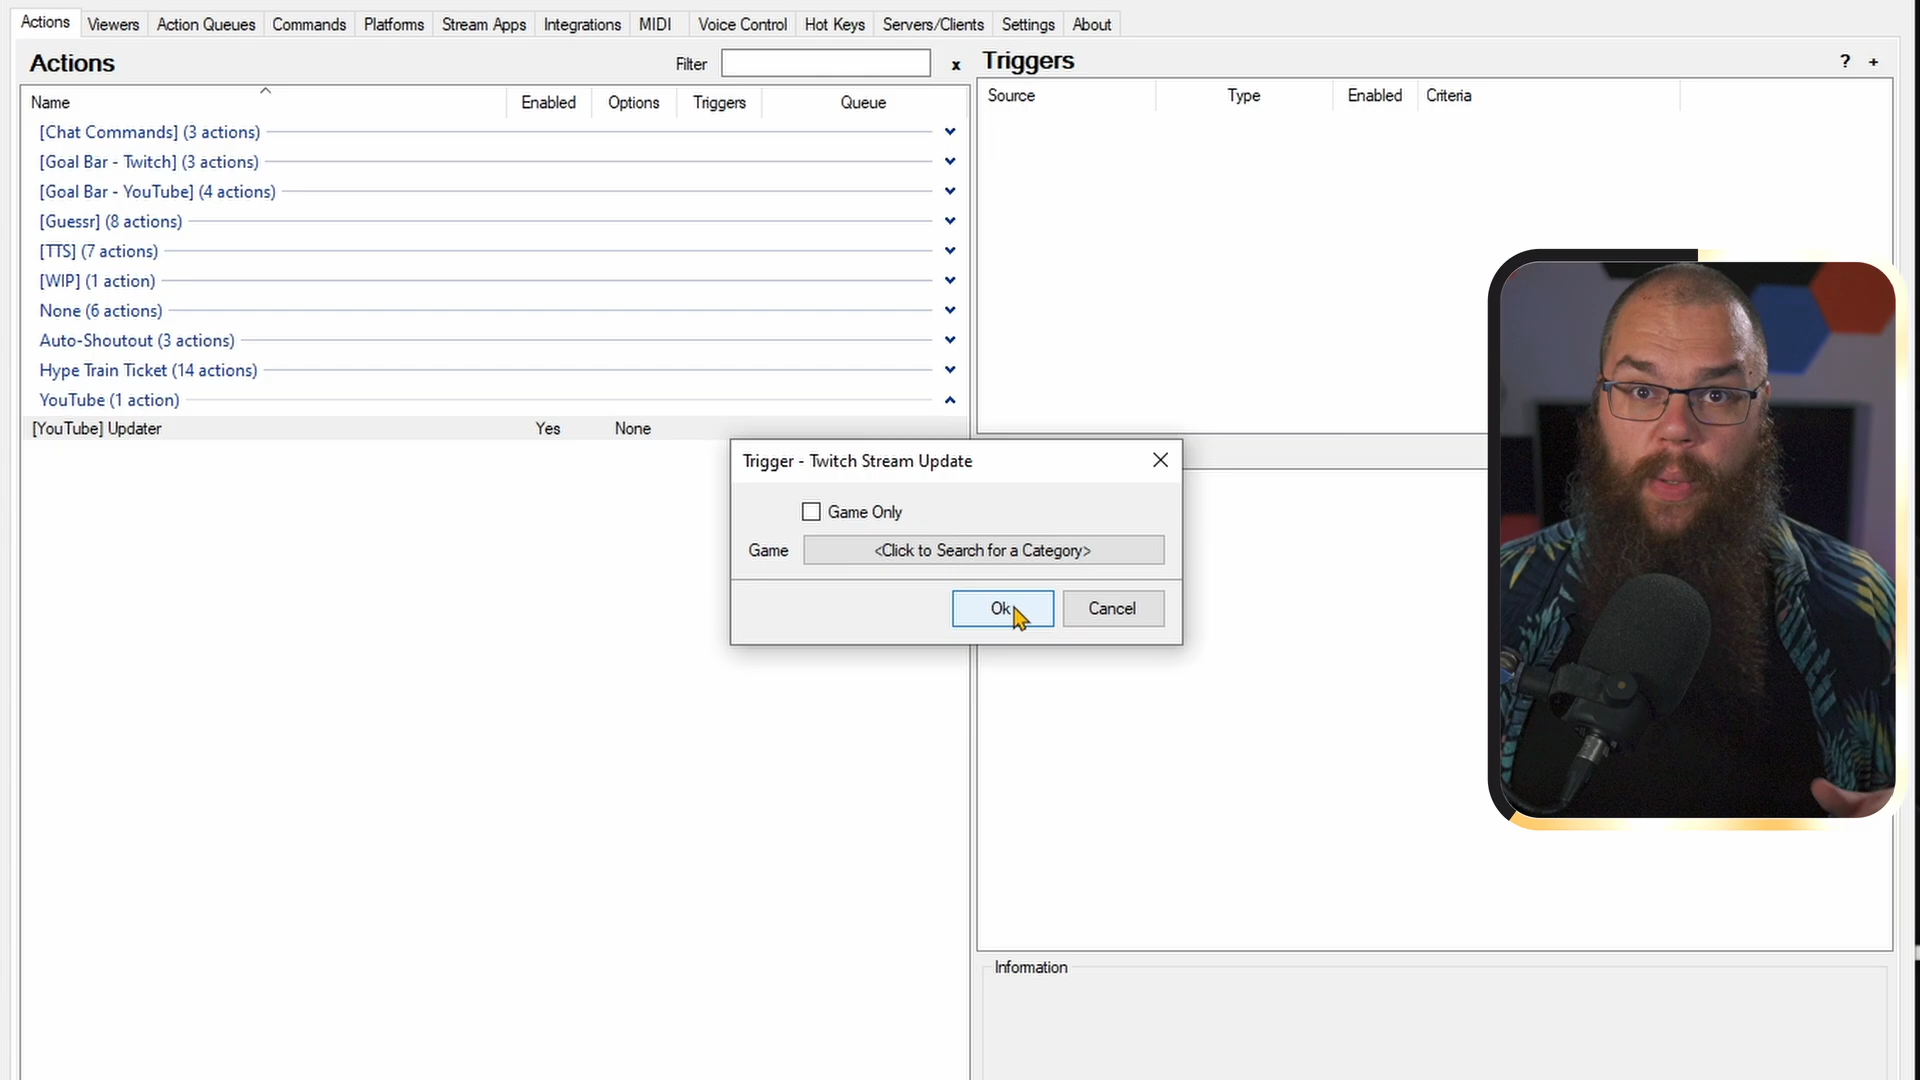 Actions Viewers Action Queues Commands Platforms Stream Apps Integrations MIDI Voice Control Hot Keys Servers/Clients Settings About
Actions Filter x
Name Enabled Options Triggers Queue
[Chat Commands] (3 actions)
[Goal Bar - Twitch] (3 actions)
[Goal Bar - YouTube] (4 actions)
[Guessr] (8 actions)
[TTS] (7 actions)
[WIP] (1 action)
None (6 actions)
Auto-Shoutout (3 actions)
Hype Train Ticket (14 actions)
YouTube (1 action)
[YouTube] Updater Yes None
Triggers ? +
Source Type Enabled Criteria
Trigger - Twitch Stream Update
Game Only
Game <Click to Search for a Category>
Ok Cancel
Information